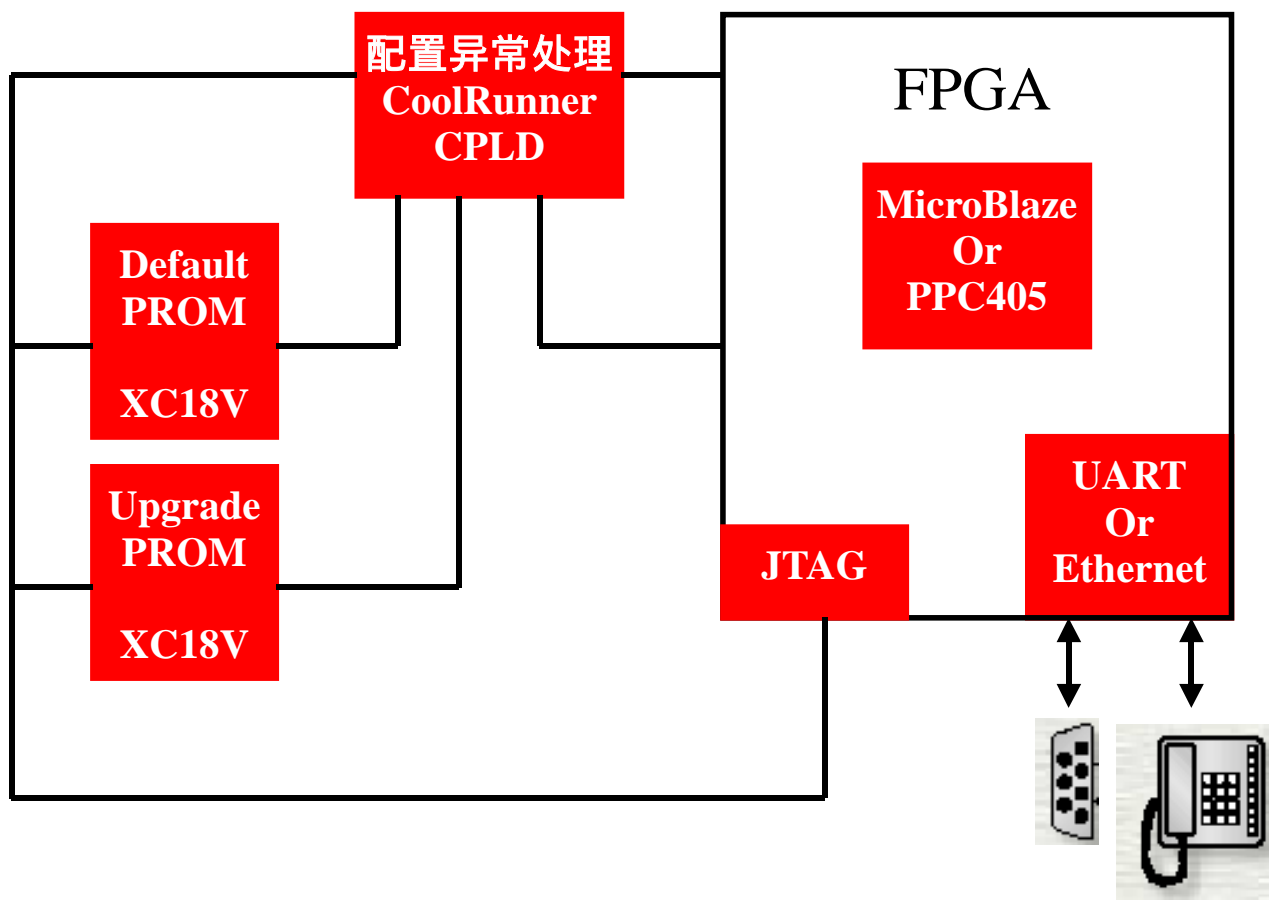 配置异常处理
CoolRunner
CPLD
FPGA
MicroBlaze
Or
PPC405
Default
PROM
XC18V
Upgrade
PROM
XC18V
JTAG
UART
Or
Ethernet